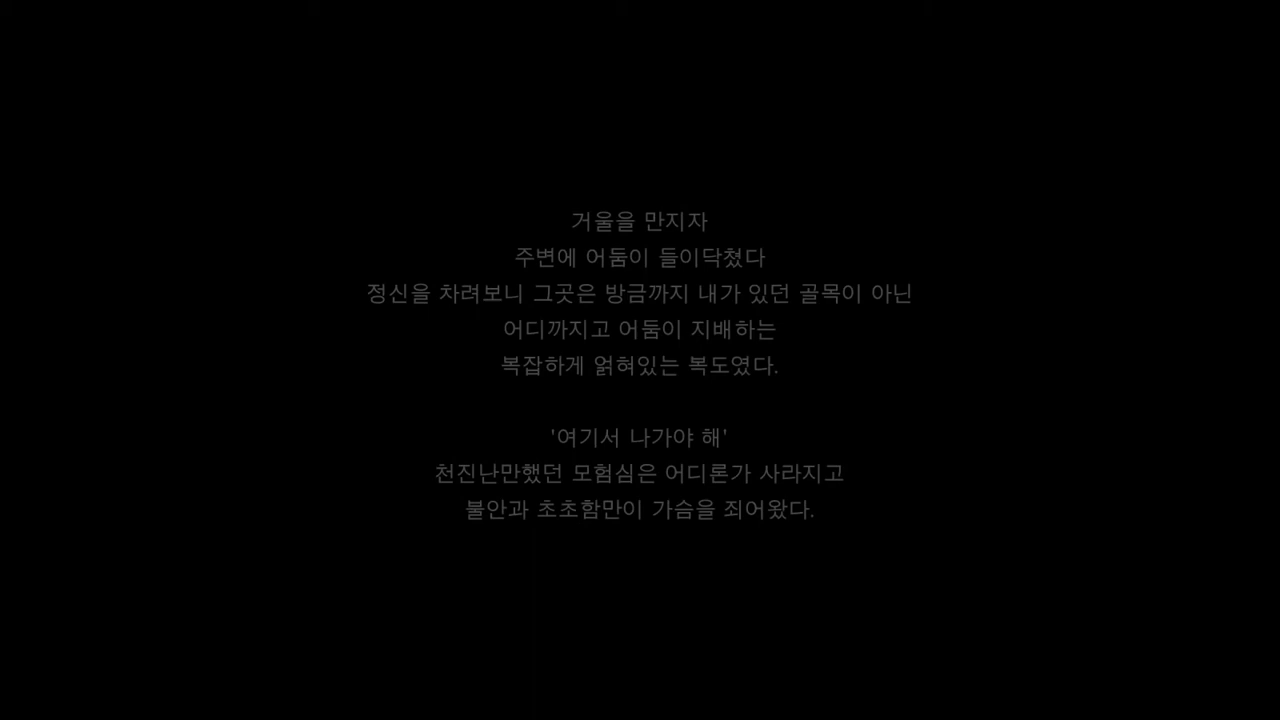 거울을 만지자
주변에 어둠이 들이닥쳤다
정신을 차려보니 그곳은 방금까지 내가 있던 골목이 아닌
어디까지고 어둠이 지배하는
복잡하게 얽혀있는 복도였다.
'여기서 나가야 해'
천진난만했던 모험심은 어디론가 사라지고
불안과 초초함만이 가슴을 죄어왔다.